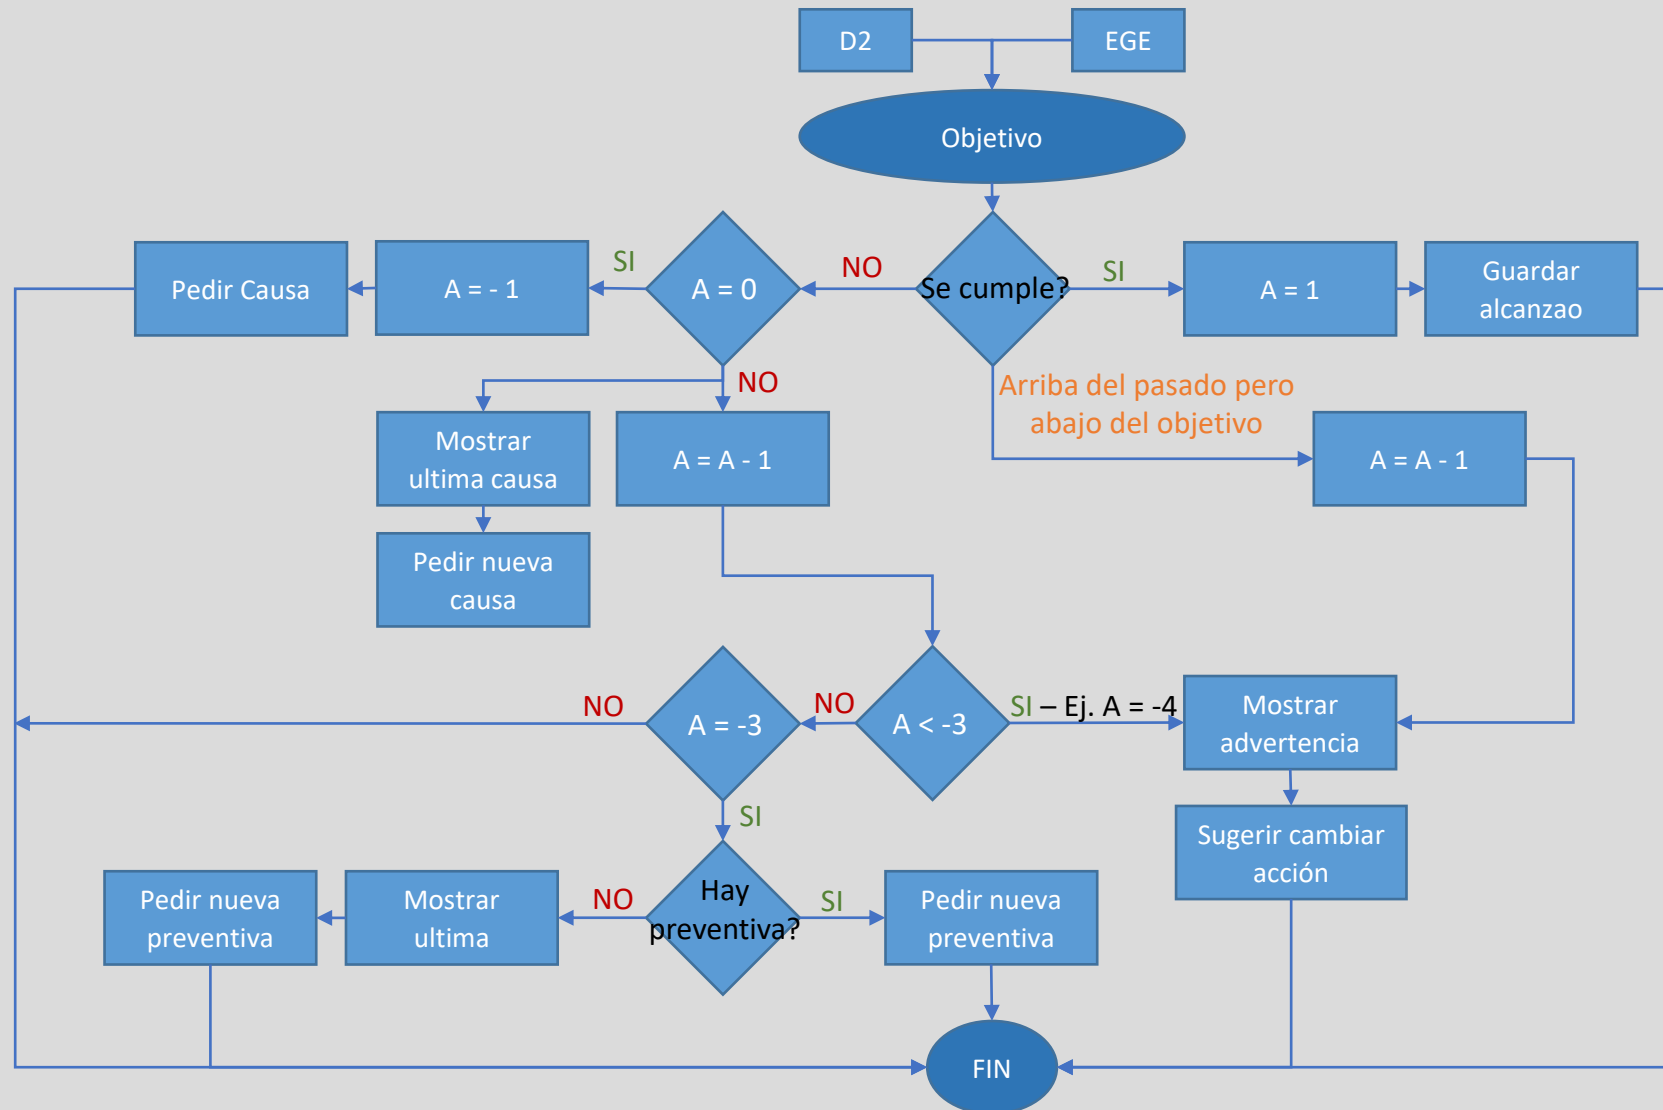 D2
EGE
Objetivo
Se cumple?
NO
SI
A = 0
SI
A = - 1
Pedir Causa
A = 1
Guardar
alcanzao
NO
Arriba del pasado pero
abajo del objetivo
Mostrar
ultima causa
A = A - 1
A = A - 1
Pedir nueva
causa
A = -3
NO
NO
A < -3
SI – Ej. A = -4
Mostrar
advertencia
SI
Sugerir cambiar
acción
Hay
preventiva?
NO
SI
Pedir nueva
preventiva
Mostrar
ultima
Pedir nueva
preventiva
FIN